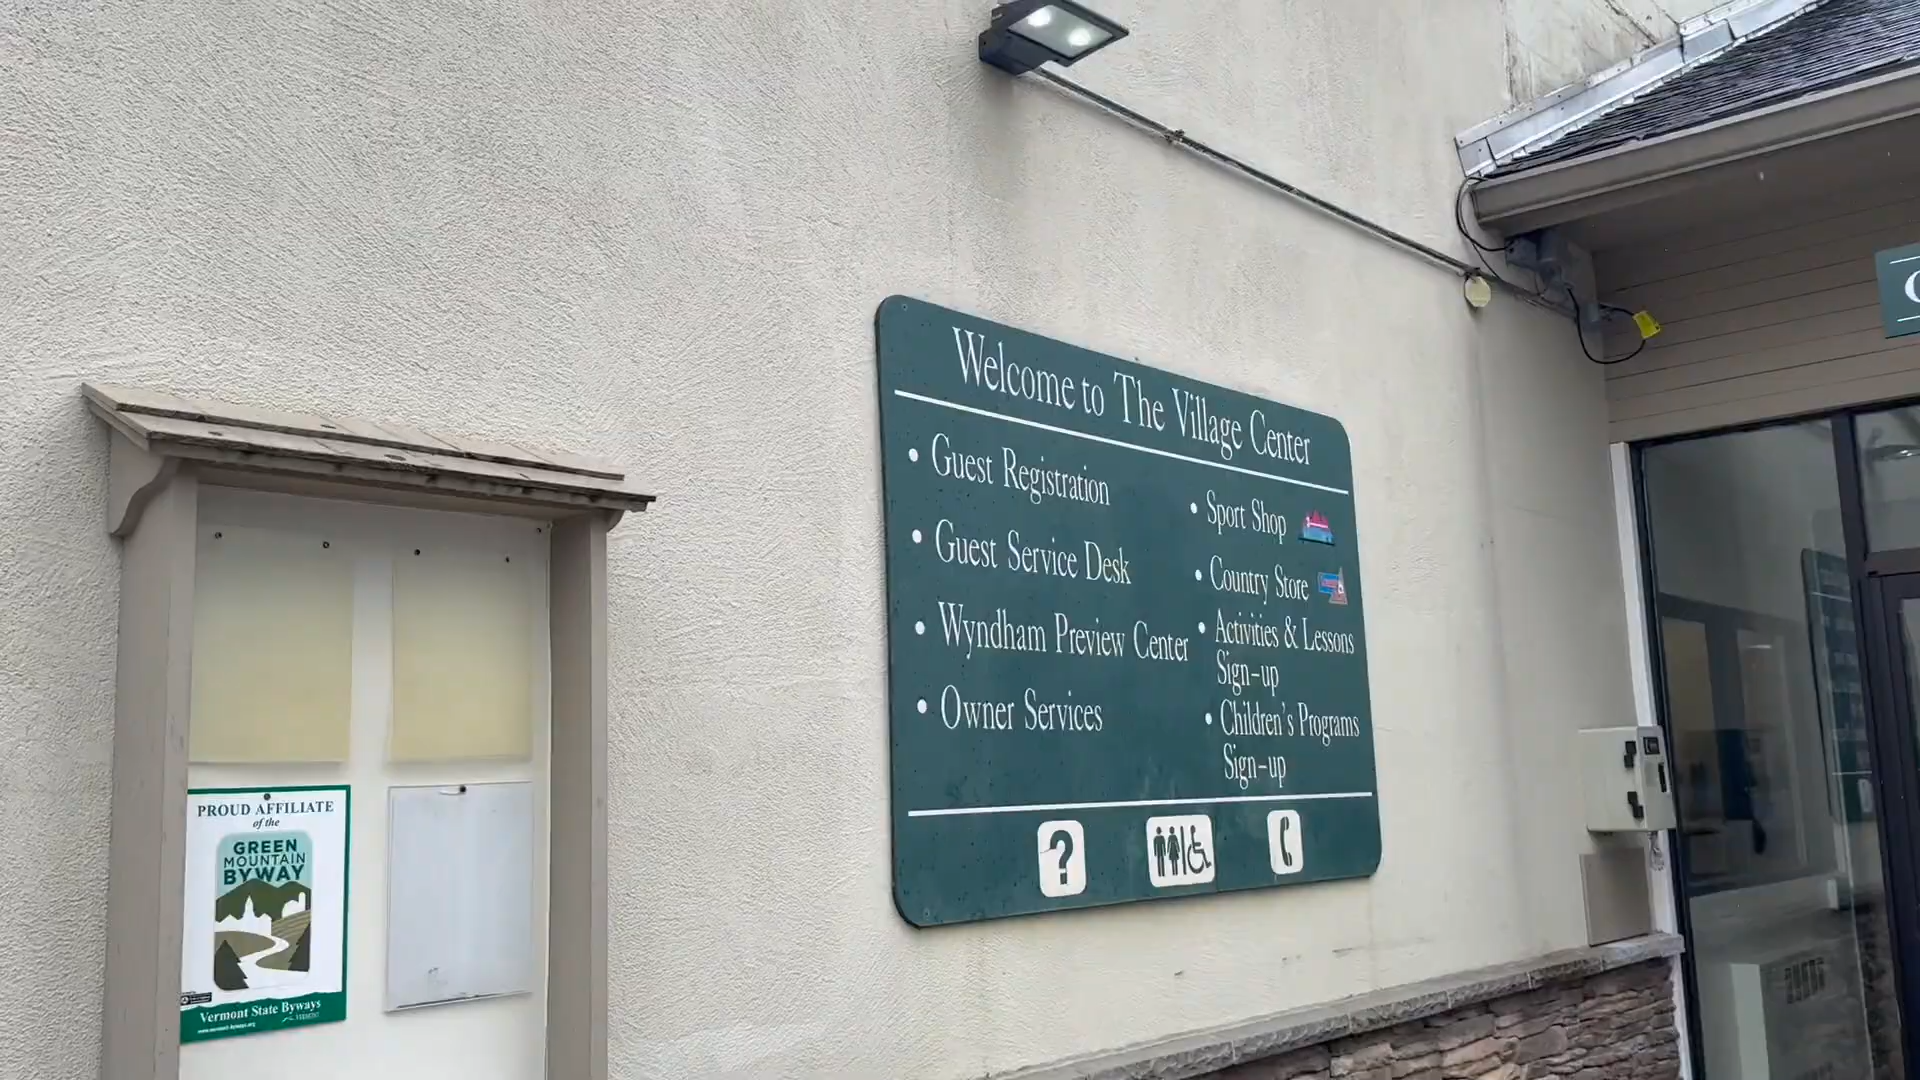 Welcome to The Village Center
• Guest Registration
• Guest Service Desk
• Wyndham Preview Center
• Owner Services
• Sport Shop
• Country Store
• Activities & Lessons
Sign-up
• Children's Programs
Sign-up
?
PROUD AFFILIATE
of the
GREEN
MOUNTAIN
BYWAY
Vermont State Byways